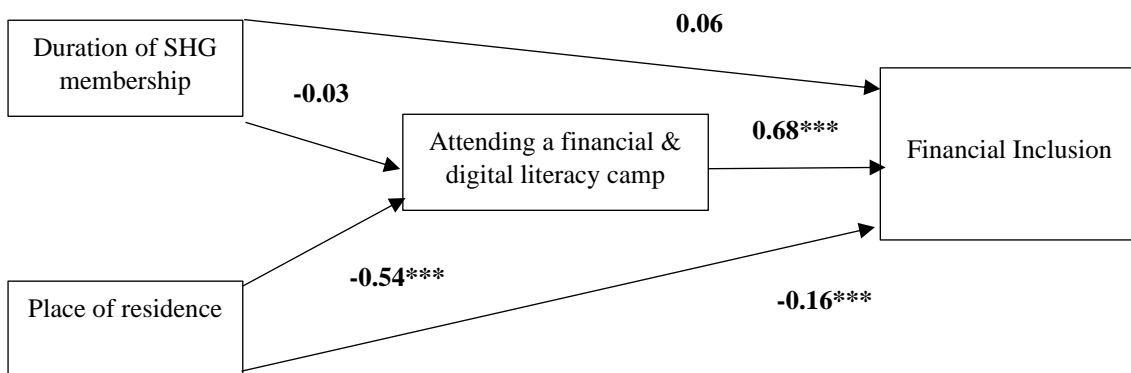 0.06
Duration of SHG
membership
-0.03
Attending a financial &
digital literacy camp
0.68***
Financial Inclusion
-0.54***
Place of residence
-0.16***